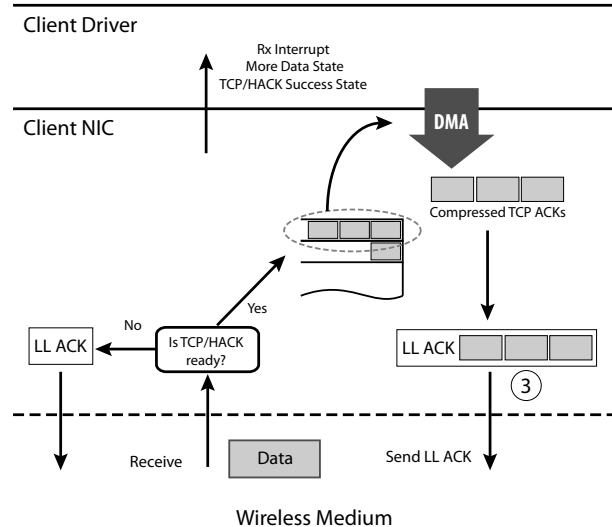 Client Driver
Rx Interrupt
More Data State
TCP/HACK Success State
Client NIC
DMA
Compressed TCP ACKs
Yes
No
LL ACK
Is TCP/HACK
ready?
LL ACK
3
Receive
Data
Send LL ACK
Wireless Medium